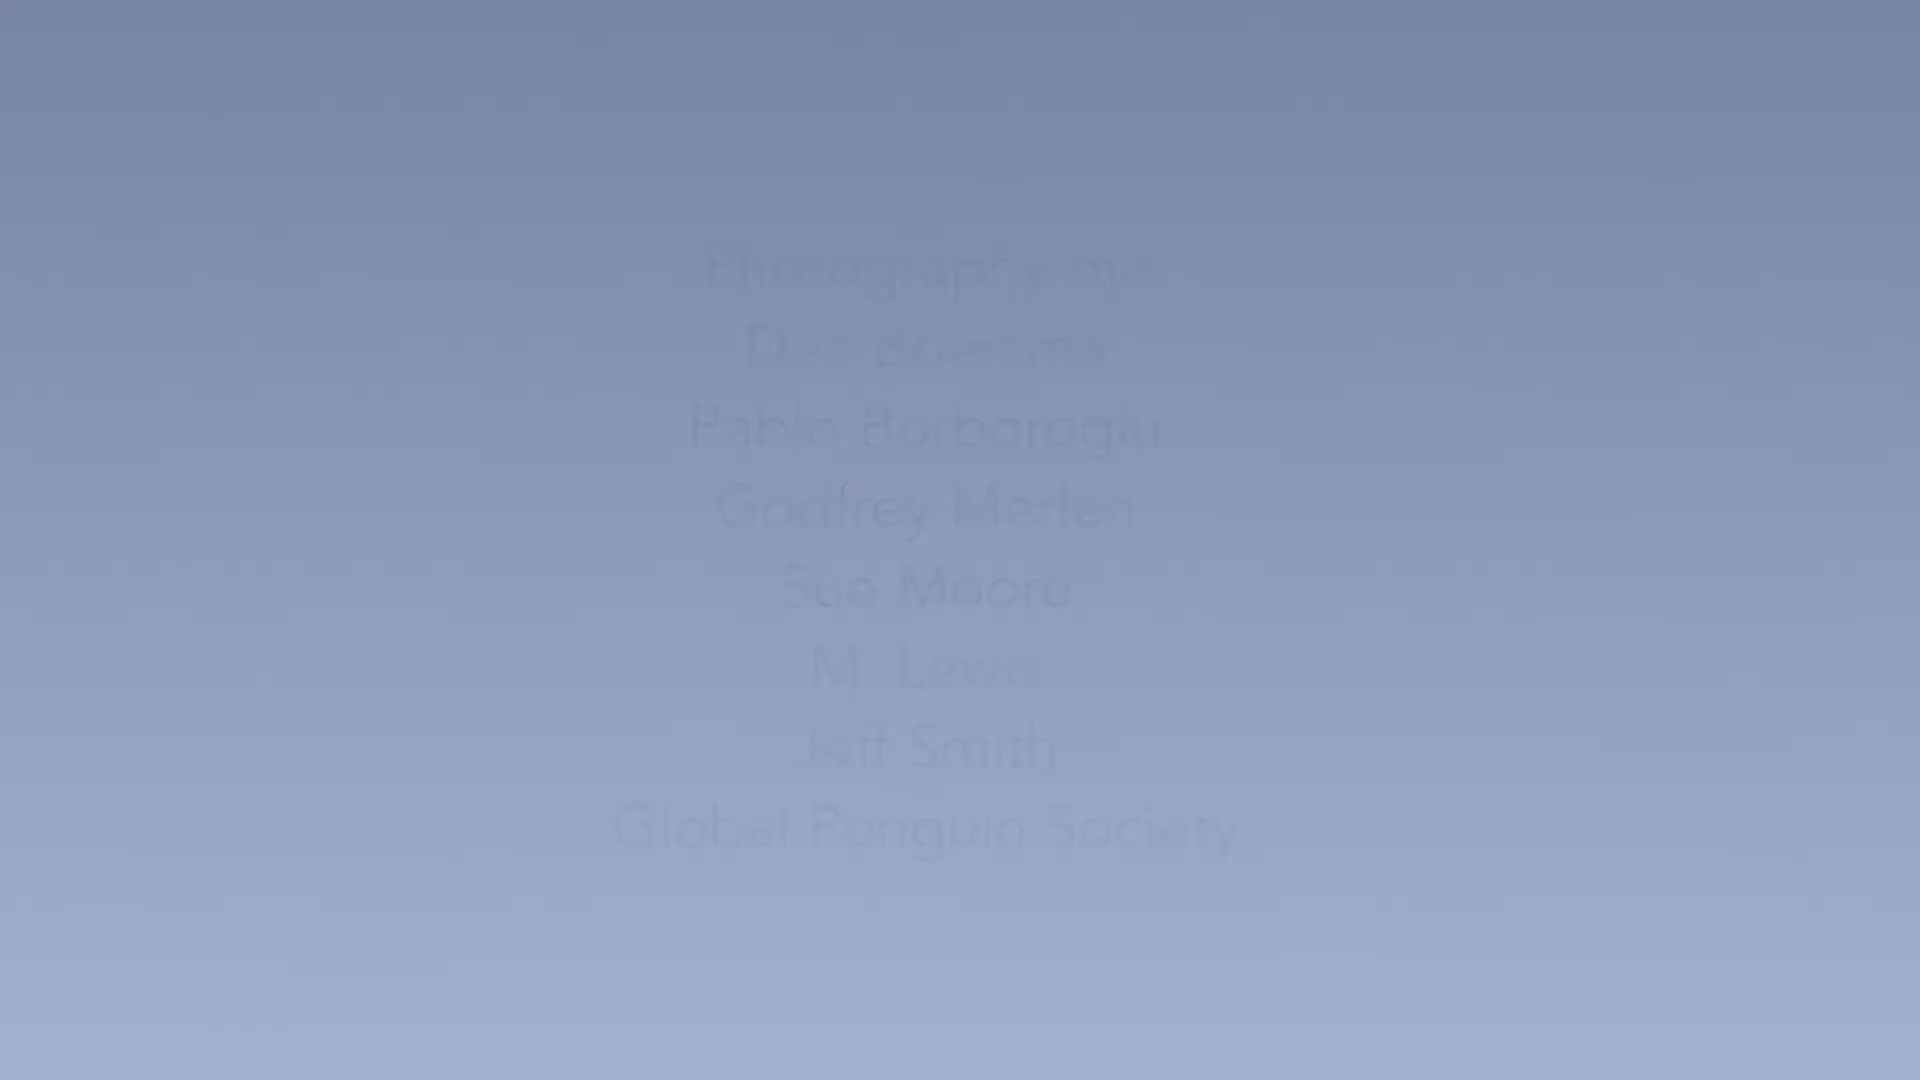 Photography by:
Dee Boersma
Pablo Borboroglu
Godfrey Merlen
Sue Moore
M. Lewis
Jeff Smith
Global Penguin Society